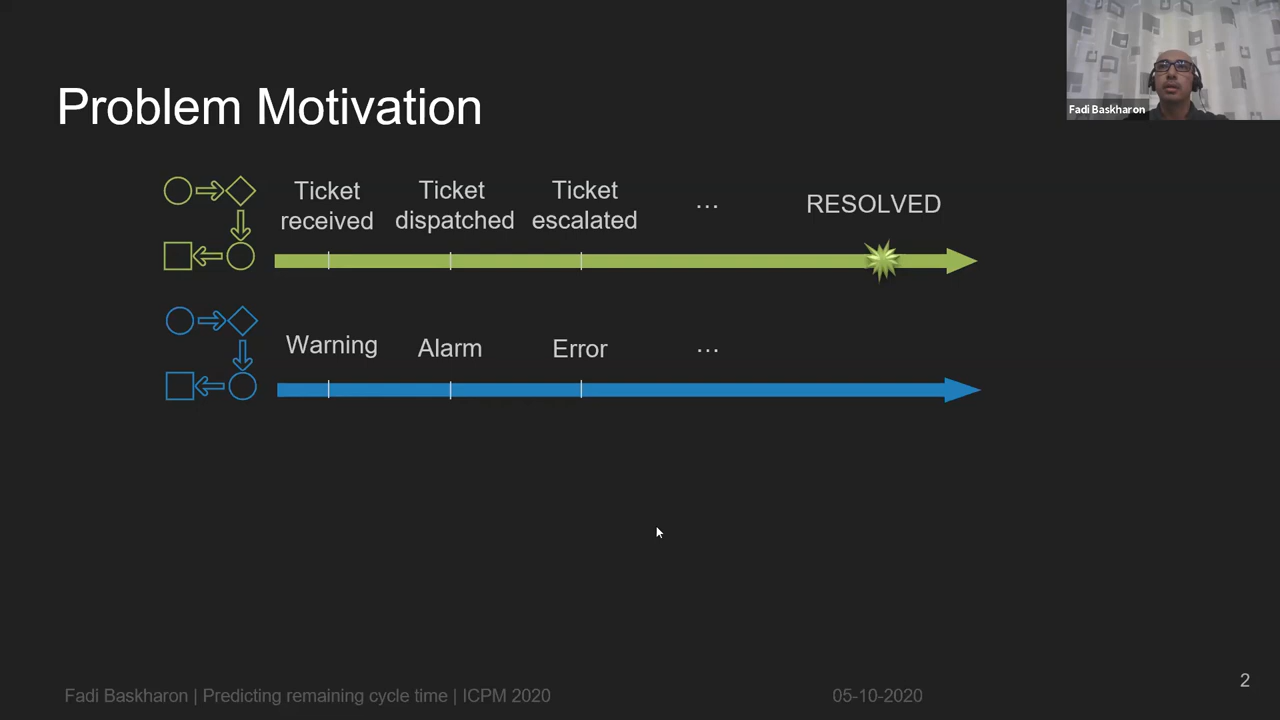 Problem Motivation
Fadi Baskharon
Ticket received
Ticket dispatched
Ticket escalated
...
RESOLVED
Warning
Alarm
Error
...
Fadi Baskharon | Predicting remaining cycle time | ICPM 2020
05-10-2020
2